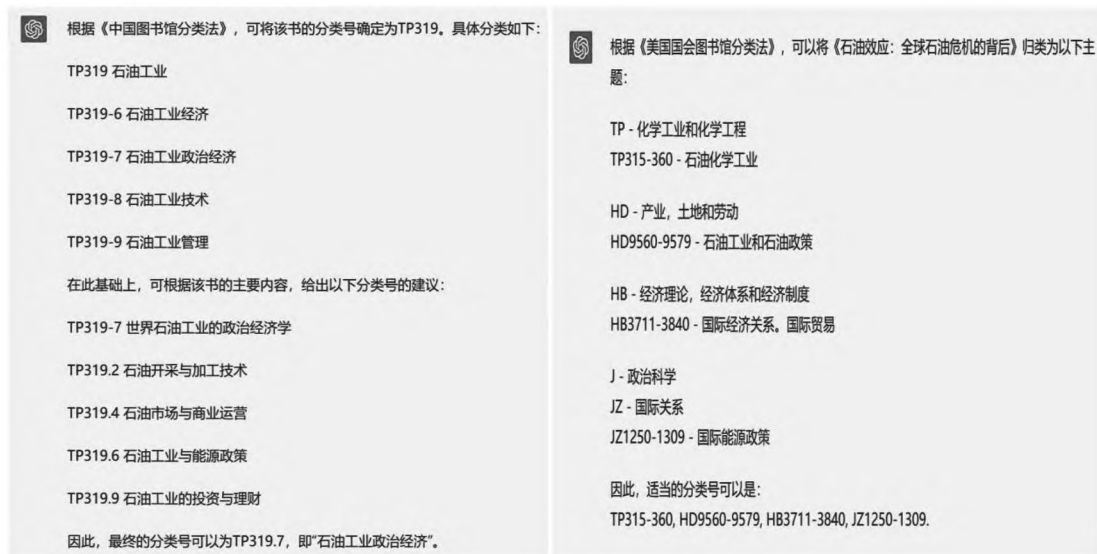 根据《中国图书馆分类法》，可将该书的分类号确定为TP319。具体分类如下：
TP319 石油工业
TP319-6 石油工业经济
TP319-7 石油工业政治经济
TP319-8 石油工业技术
TP319-9 石油工业管理
在此基础上，可根据该书的主要内容，给出以下分类号的建议：
TP319-7 世界石油工业的政治经济学
TP319.2 石油开采与加工技术
TP319.4 石油市场与商业运营
TP319.6 石油工业与能源政策
TP319.9 石油工业的投资与理财
因此，最终的分类号可以为TP319.7，即“石油工业政治经济”。
根据《美国国会图书馆分类法》，可以将《石油效应：全球石油危机的背后》归类为以下主
题：
TP - 化学工业和化学工程
TP315-360 - 石油化学工业
HD - 产业，土地和劳动
HD9560-9579 - 石油工业和石油政策
HB - 经济理论，经济体系和经济制度
HB3711-3840 - 国际经济关系。国际贸易
J - 政治科学
JZ - 国际关系
JZ1250-1309 - 国际能源政策
因此，适当的分类号可以是：
TP315-360, HD9560-9579, HB3711-3840, JZ1250-1309.